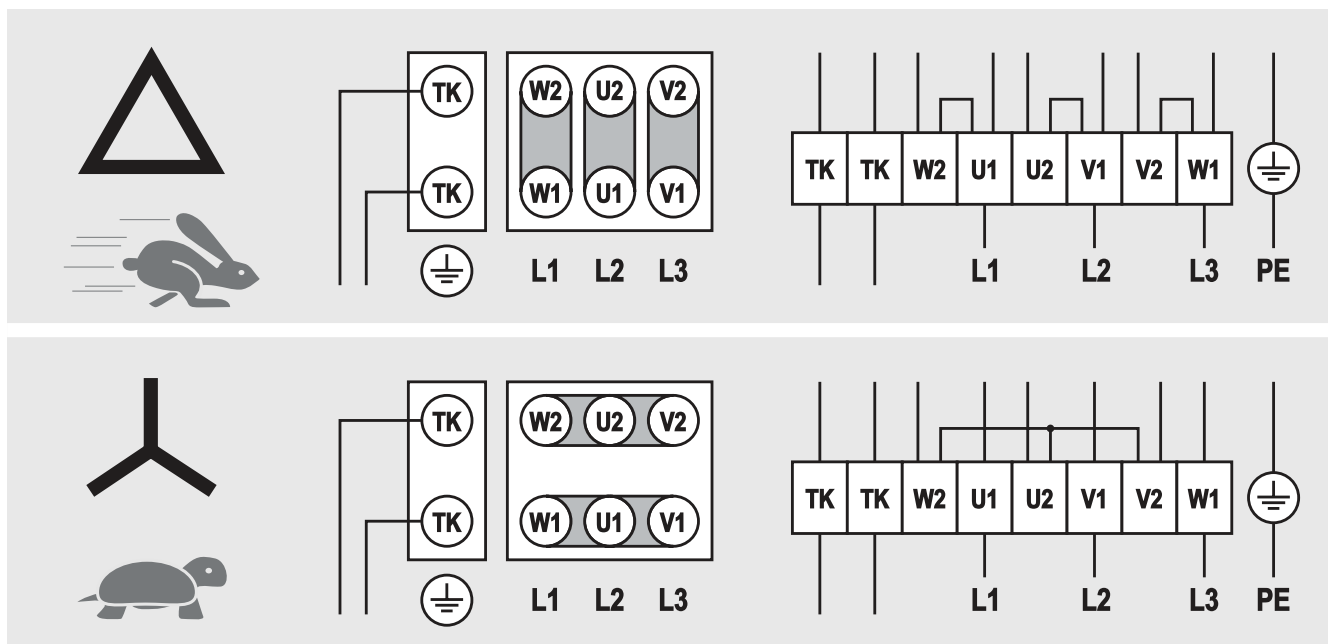 TK W2 U2 V2
TK W1 U1 V1
L1 L2 L3
TK TK W2 U1 U2 V1 V2 W1
L1 L2 L3 PE
TK W2 U2 V2
TK W1 U1 V1
L1 L2 L3
TK TK W2 U1 U2 V1 V2 W1
L1 L2 L3 PE